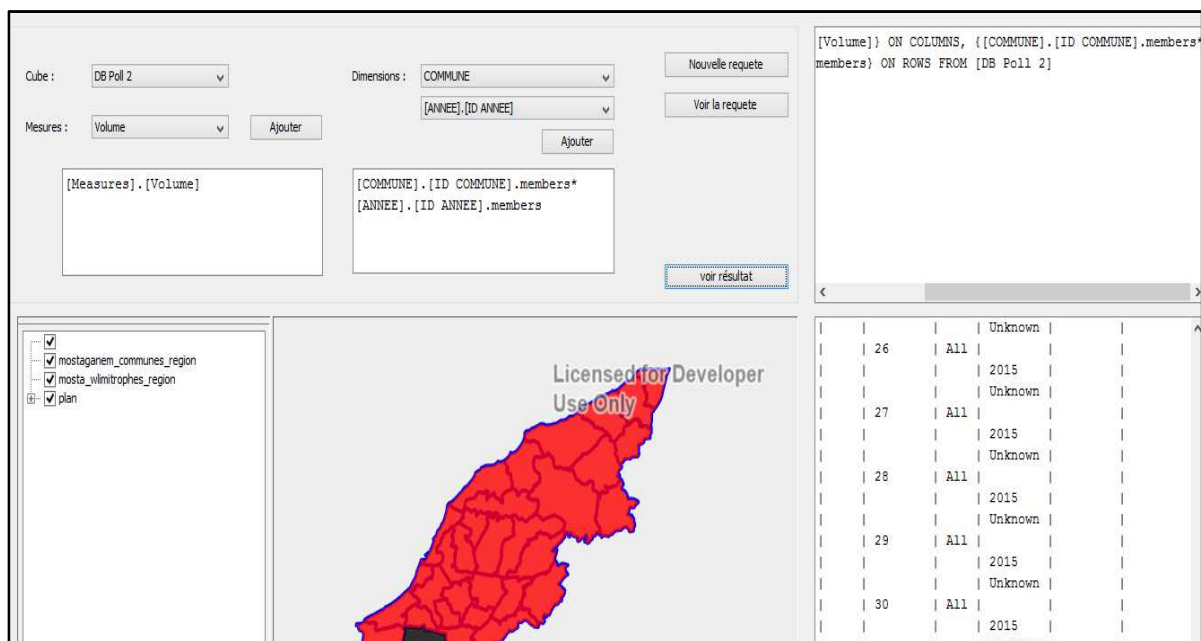 Cube :
DB Poll 2
Dimensions :
COMMUNE
Nouvelle requete
[ANNEE],[ID ANNEE]
Voir la requete
Mesures :
Volume
Ajouter
Ajouter
[Measures].[Volume]
[COMMUNE].[ID COMMUNE].members*
[ANNEE].[ID ANNEE].members
voir résultat
[Volume]} ON COLUMNS, {[COMMUNE].[ID COMMUNE].members*
members} ON ROWS FROM [DB Poll 2]
mostaganem_communes_region
mosta_wlimitrophes_region
plan
Licensed for Developer
Use Only
| | | | Unknown | |
| | 26 | All | | |
| | | | 2015 | |
| | | | Unknown | |
| | 27 | All | | |
| | | | 2015 | |
| | | | Unknown | |
| | 28 | All | | |
| | | | 2015 | |
| | | | Unknown | |
| | 29 | All | | |
| | | | 2015 | |
| | | | Unknown | |
| | 30 | All | | |
| | | | 2015 | |